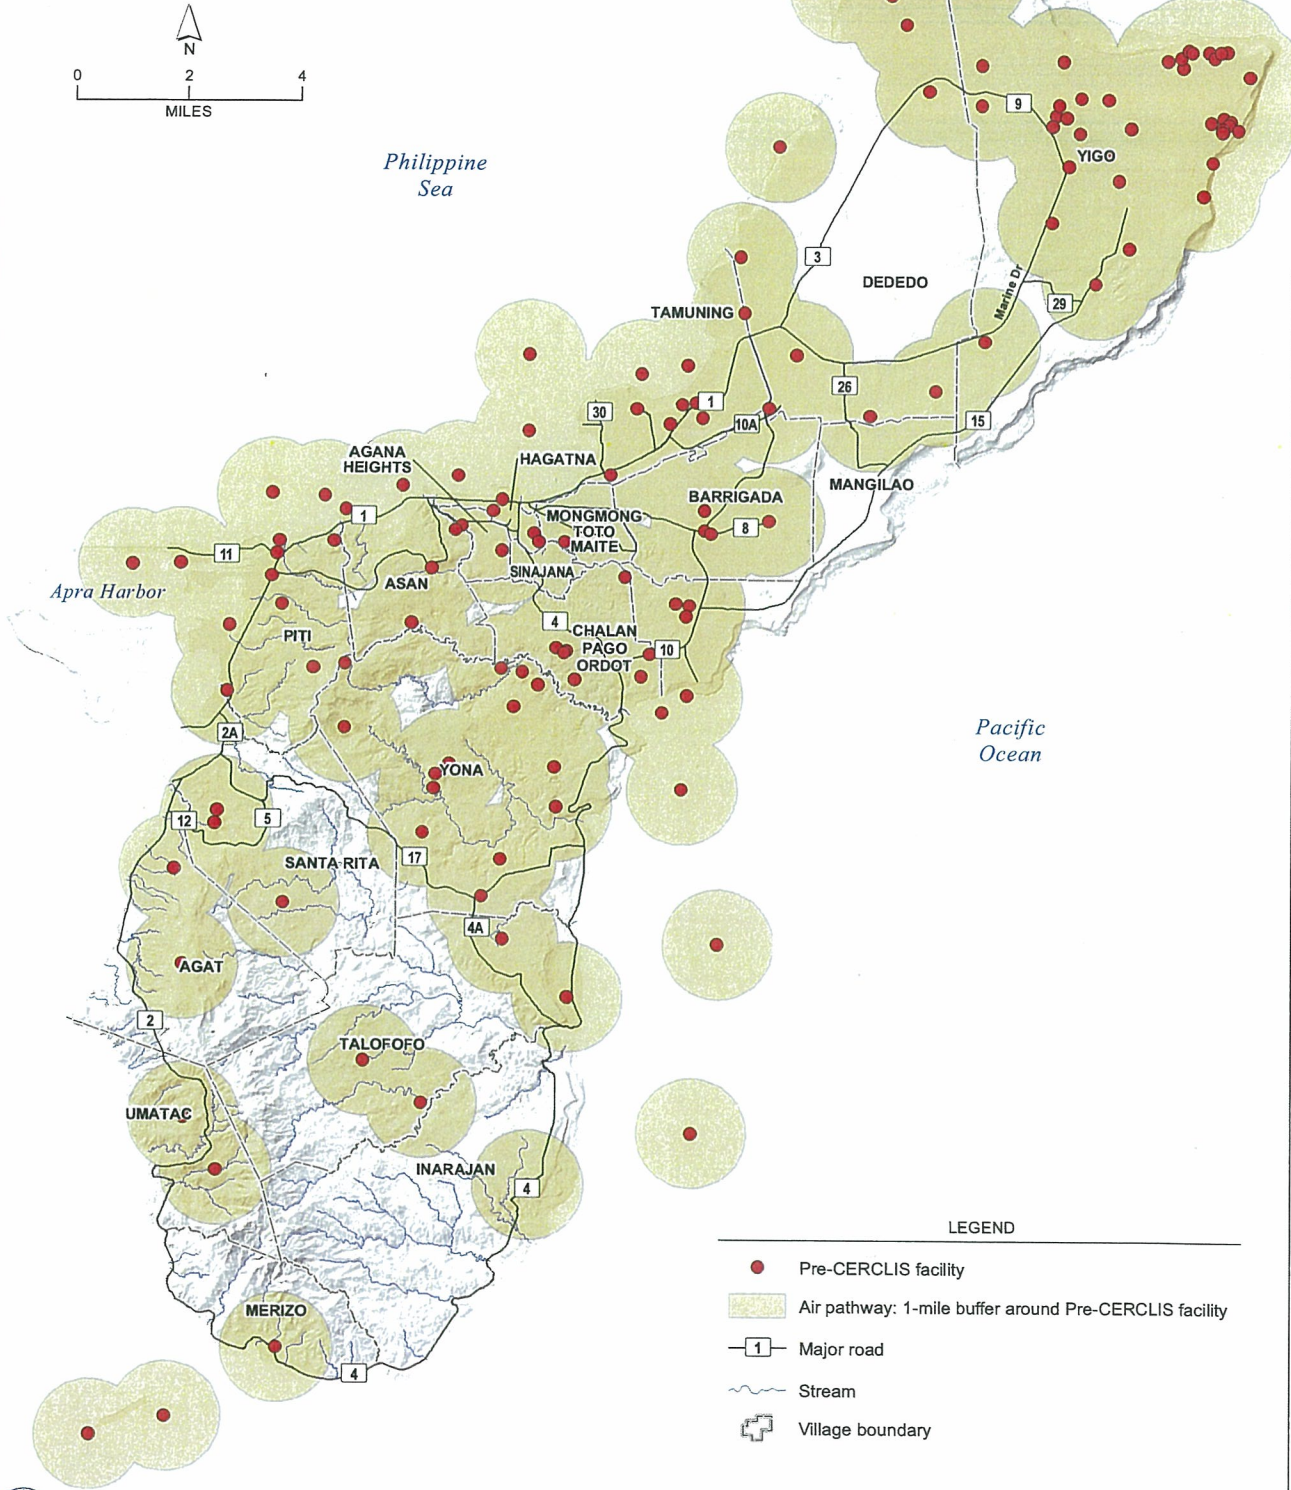 N
0 2 4
MILES
Philippine
Sea
9
YIGO
3
DEDEDO
Marine Dr
29
TAMUNING
26
1
30
10A
15
AGANA
HEIGHTS
HAGATNA
MANGILAO
BARRIGADA
1
MONGMONG
TOTO
MAITE
8
11
SINAJANA
ASAN
Apra Harbor
4
CHALAN
PAGO
ORDOT
PITI
10
2A
Pacific
Ocean
YONA
12
5
17
SANTA RITA
4A
AGAT
2
TALOFOFO
UMATAC
INARAJAN
4
LEGEND
Pre-CERCLIS facility
Air pathway: 1-mile buffer around Pre-CERCLIS facility
MERIZO
1 Major road
4
Stream
Village boundary